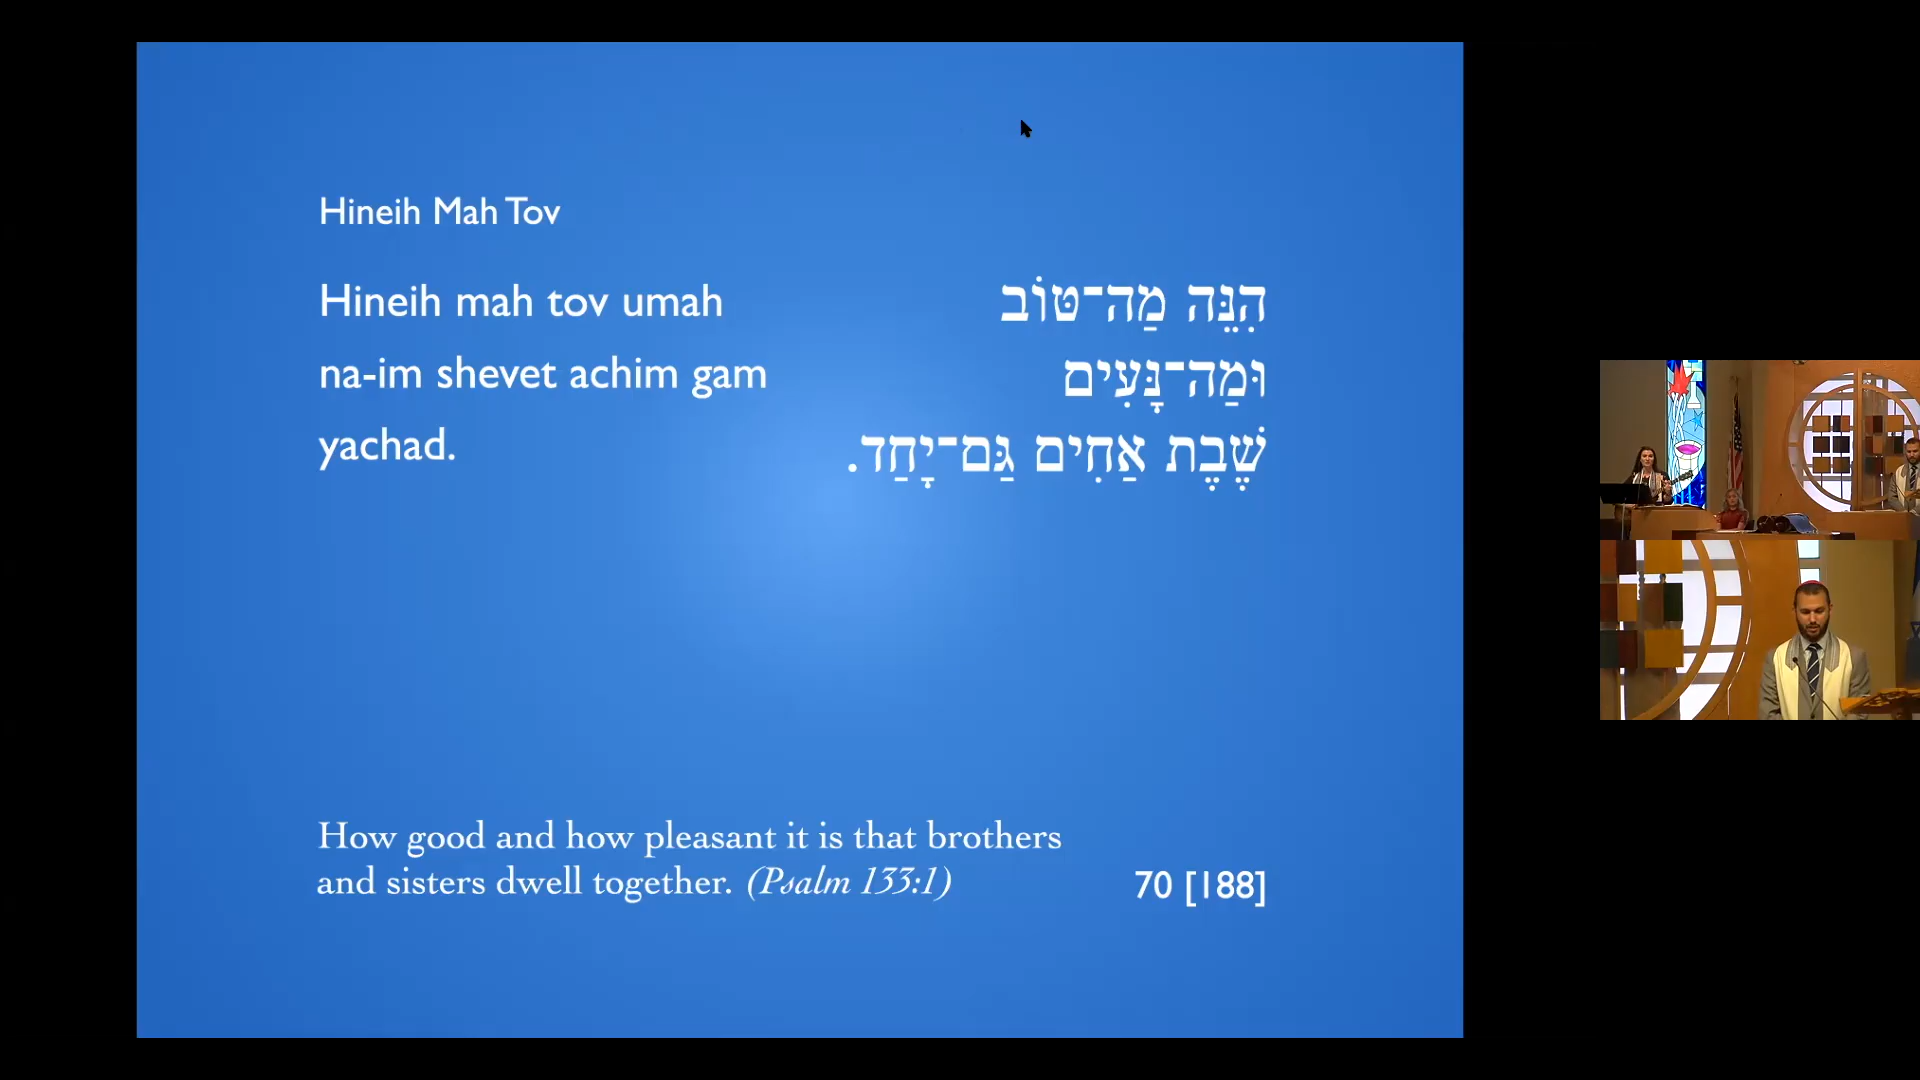 Hineih Mah Tov
Hineih mah tov umah
na-im shevet achim gam
yachad.
הִנֵּה מַה־טּוֹב
וּמַה־נָּעִים
שֶׁבֶת אַחִים גַּם־יָחַד.
How good and how pleasant it is that brothers
and sisters dwell together. (Psalm 133:1)
70 [188]